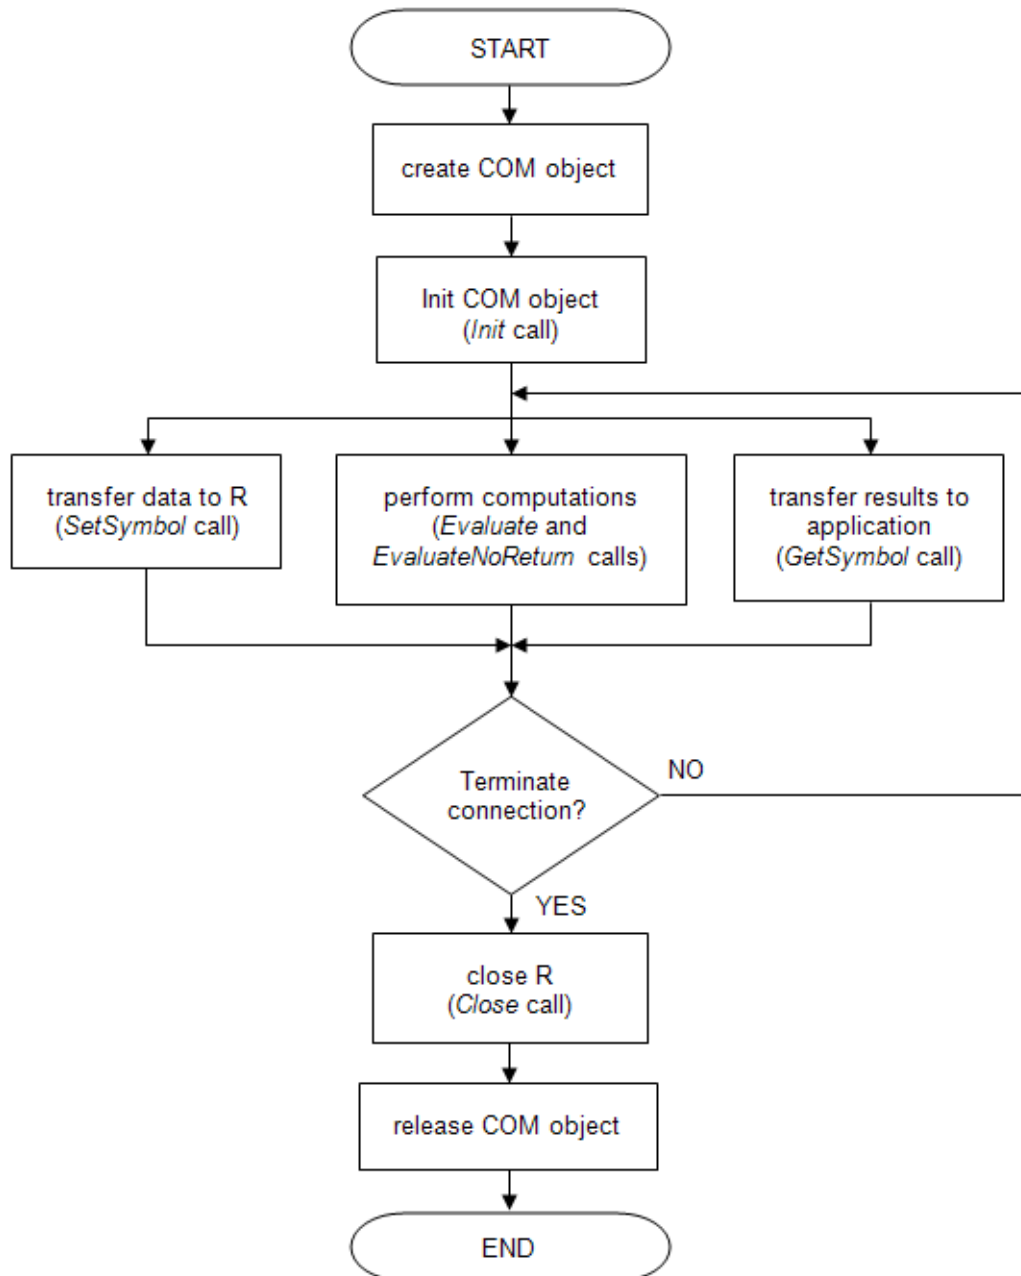 START
create COM object
Init COM object
(Init call)
transfer data to R
(SetSymbol call)
perform computations
(Evaluate and
EvaluateNoReturn calls)
transfer results to
application
(GetSymbol call)
Terminate
connection?
NO
YES
close R
(Close call)
release COM object
END